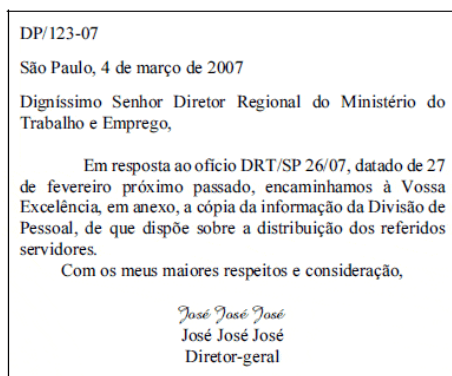 DP/123-07
São Paulo, 4 de março de 2007
Digníssimo Senhor Diretor Regional do Ministério do
Trabalho e Emprego,
Em resposta ao ofício DRT/SP 26/07, datado de 27
de fevereiro próximo passado, encaminhamos à Vossa
Excelência, em anexo, a cópia da informação da Divisão de
Pessoal, de que dispõe sobre a distribuição dos referidos
servidores.
Com os meus maiores respeitos e consideração,
José José José
José José José
Diretor-geral